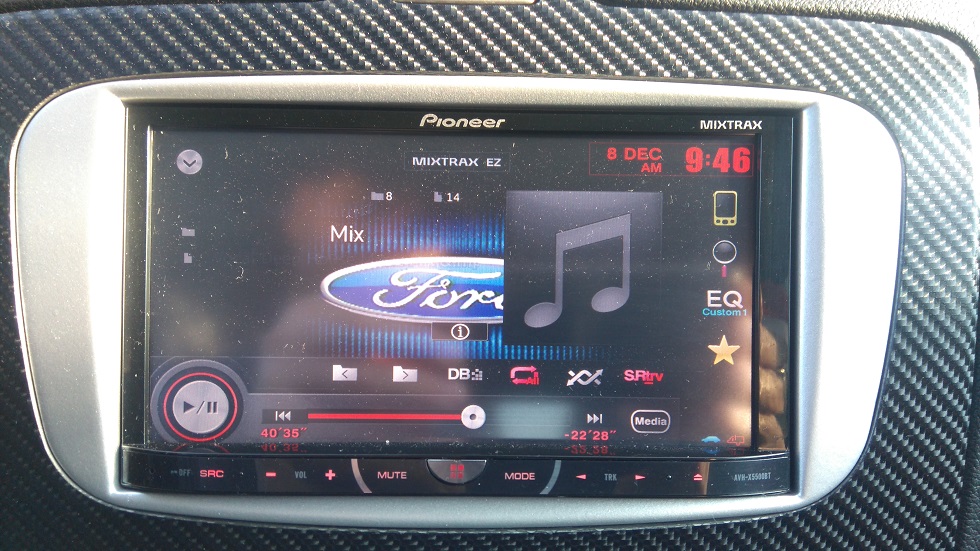 Pioneer
MIXTRAX
MIXTRAX EZ
8 DEC
AM
9:46
8
14
Mix
Ford
EQ
Custom1
DB
SRtrv
40'35"
-22'28"
Media
OFF
SRC
- VOL +
MUTE
MODE
TRK
AVH-X5500BT